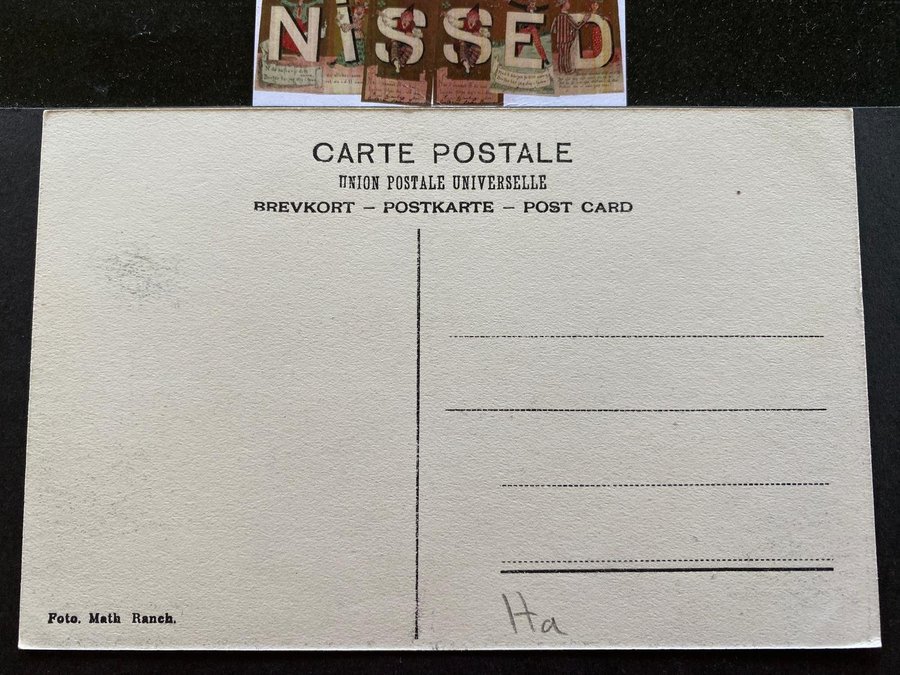 NiSSED
CARTE POSTALE
UNION POSTALE UNIVERSELLE
BREVKORT – POSTKARTE – POST CARD
Foto. Math Ranch.
Ha